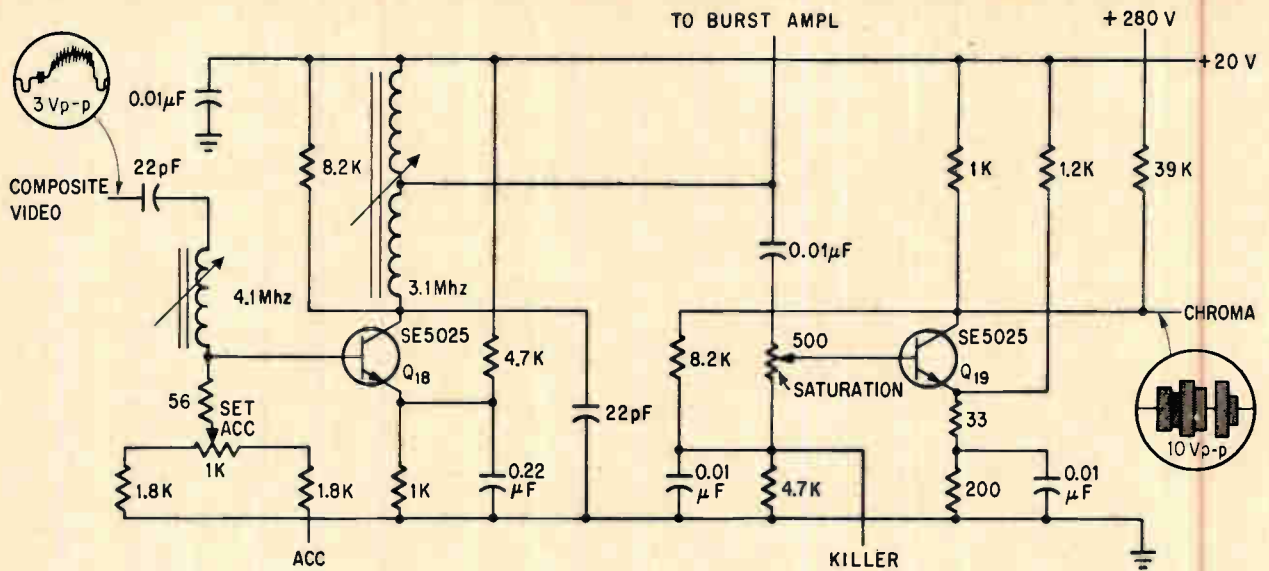 TO BURST AMPL
+280 V
+20 V
3 Vp-p
0.01µF
22pF
8.2K
1K
1.2K
39K
COMPOSITE
VIDEO
0.01µF
4.1 Mhz
3.1Mhz
CHROMA
SE5025
Q18
4.7K
8.2K
500
SE5025
Q19
SATURATION
56
SET
ACC
1K
22pF
33
10 Vp-p
1.8K
1.8K
1K
0.22
µF
0.01
µF
4.7K
200
0.01
µF
ACC
KILLER